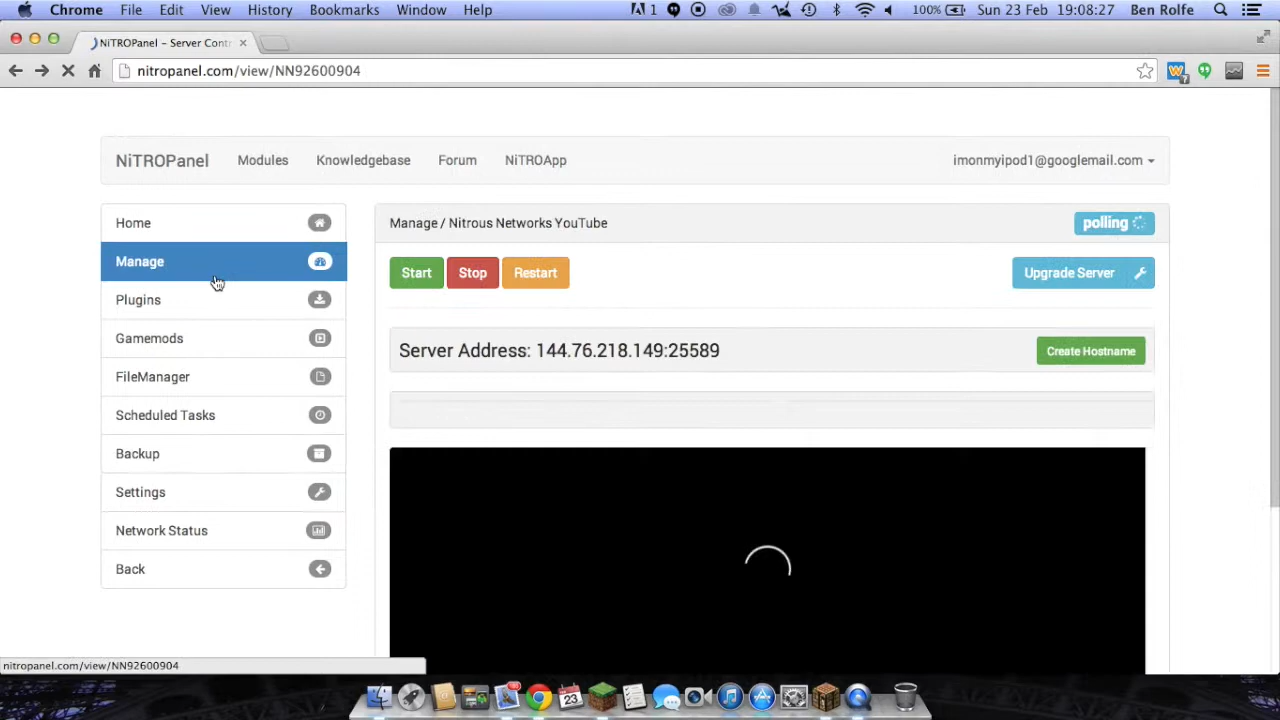 Chrome File Edit View History Bookmarks Window Help 1 100% Sun 23 Feb 19:08:27 Ben Rolfe
NiTROPanel - Server Contr
nitropanel.com/view/NN92600904
NiTROPanel Modules Knowledgebase Forum NiTROApp imonmyipod1@googlemail.com
Home
Manage
Plugins
Gamemods
FileManager
Scheduled Tasks
Backup
Settings
Network Status
Back
Manage / Nitrous Networks YouTube polling
Start Stop Restart Upgrade Server
Server Address: 144.76.218.149:25589 Create Hostname
nitropanel.com/view/NN92600904